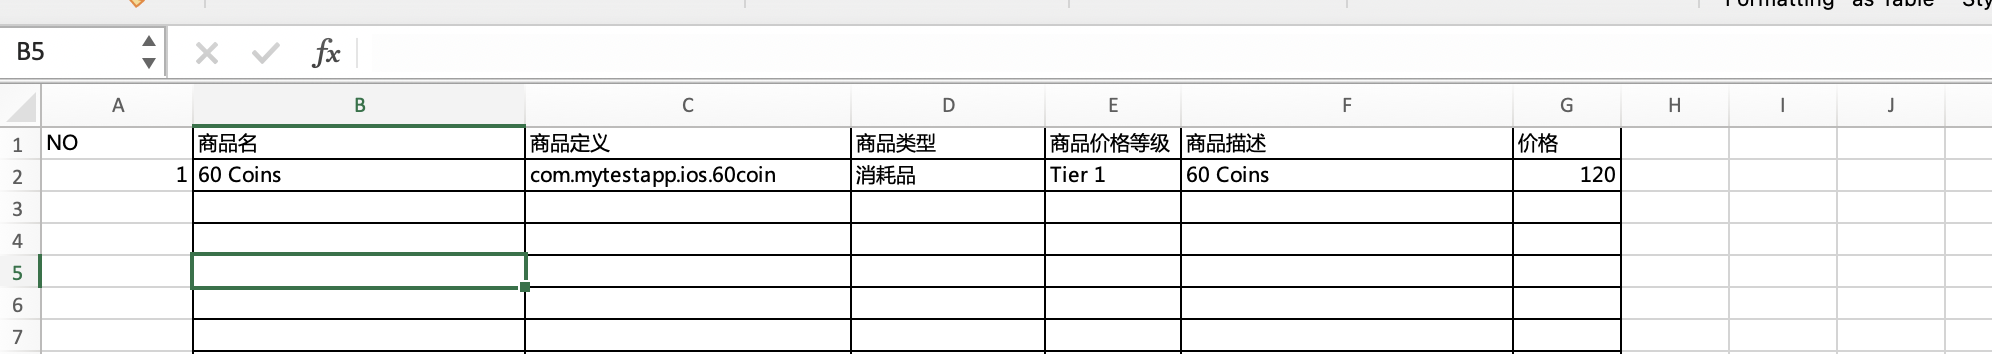 Formatting as Table Sty
B5 fx
A B C D E F G H I J
1 NO 商品名 商品定义 商品类型 商品价格等级 商品描述 价格
2 1 60 Coins com.mytestapp.ios.60coin 消耗品 Tier 1 60 Coins 120
3
4
5
6
7